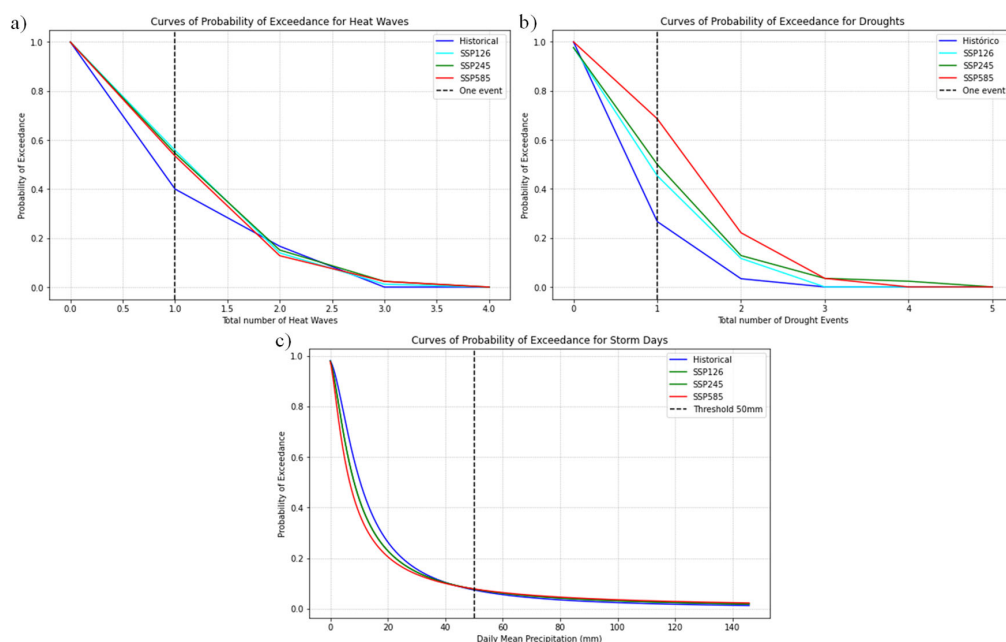 a)
Curves of Probability of Exceedance for Heat Waves
Historical
SSP126
SSP245
SSP585
One event
Probability of Exceedance
1.0
0.8
0.6
0.4
0.2
0.0
0.0 0.5 1.0 1.5 2.0 2.5 3.0 3.5 4.0
Total number of Heat Waves
b)
Curves of Probability of Exceedance for Droughts
Histórico
SSP126
SSP245
SSP585
One event
Probability of Exceedance
1.0
0.8
0.6
0.4
0.2
0.0
0 1 2 3 4 5
Total number of Drought Events
c)
Curves of Probability of Exceedance for Storm Days
Historical
SSP126
SSP245
SSP585
Threshold 50mm
Probability of Exceedance
1.0
0.8
0.6
0.4
0.2
0.0
0 20 40 60 80 100 120 140
Daily Mean Precipitation (mm)